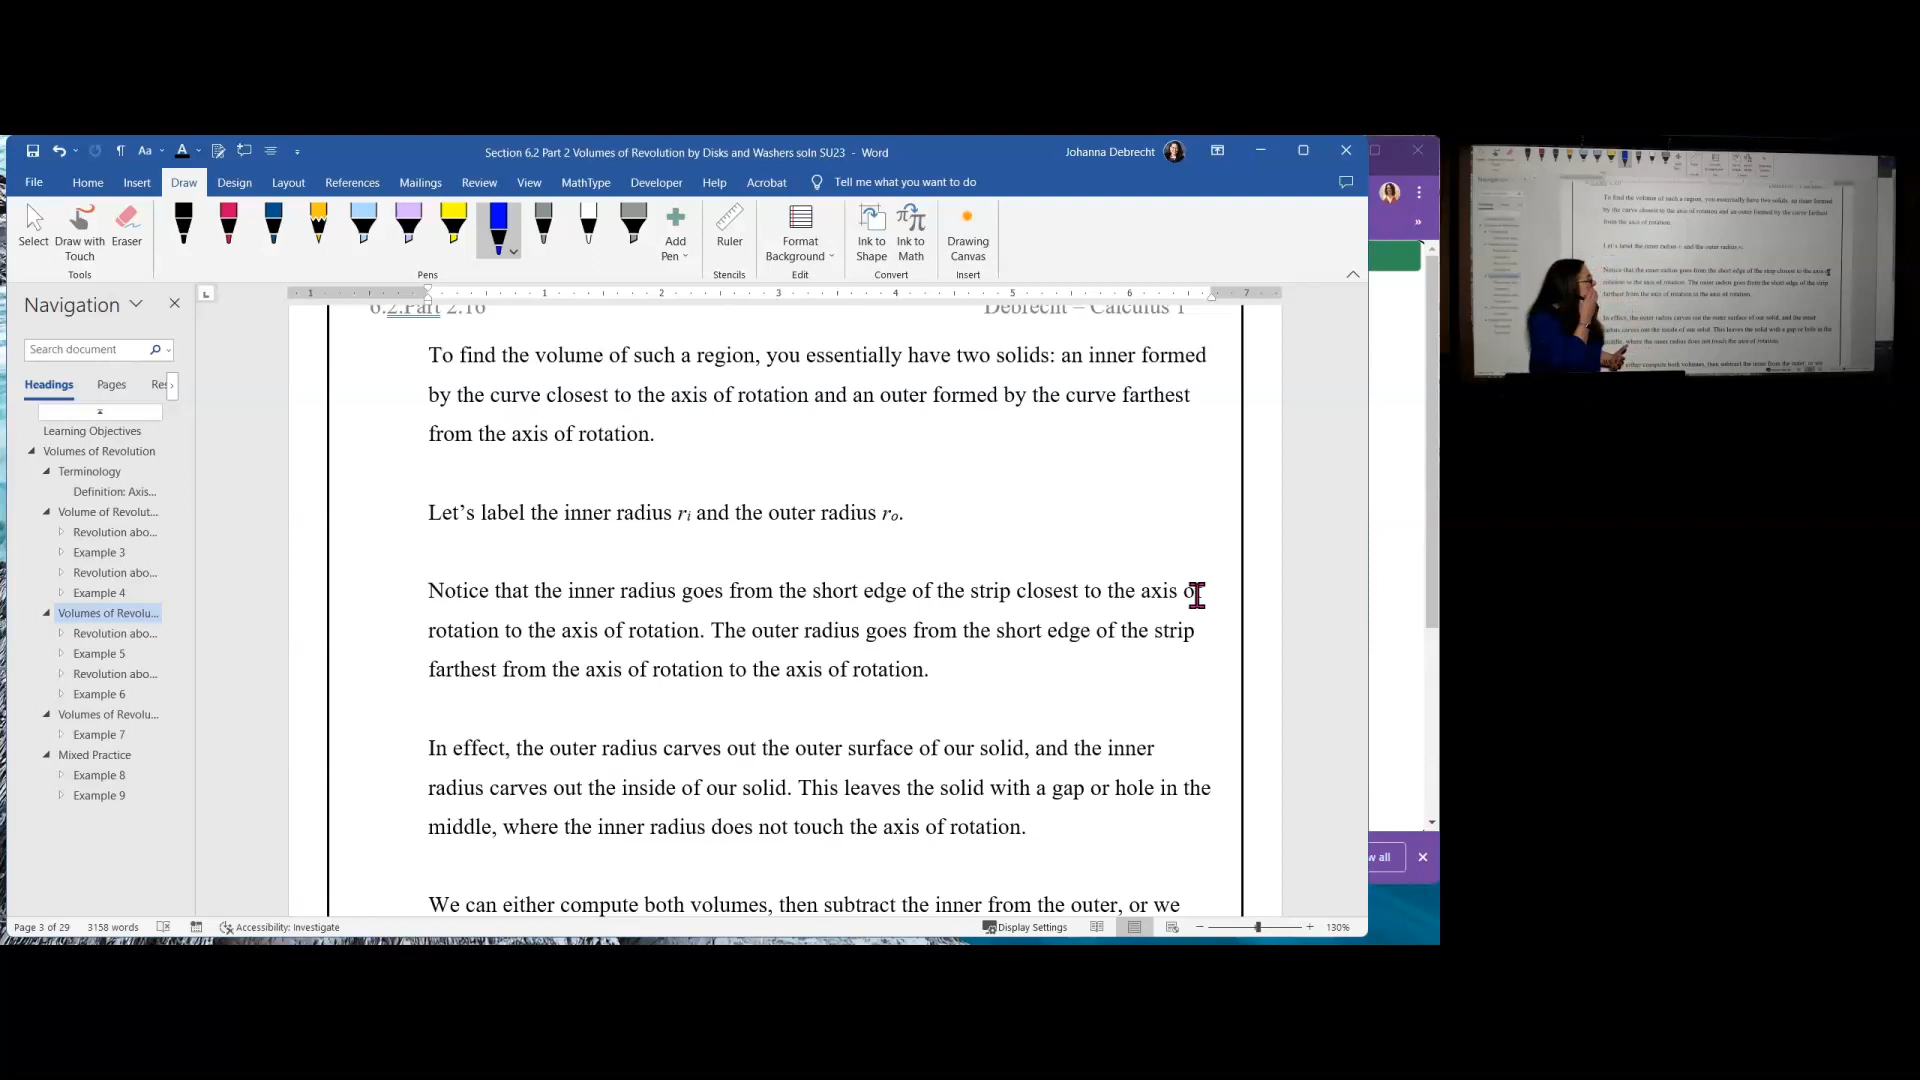 Section 6.2 Part 2 Volumes of Revolution by Disks and Washers soln SU23 - Word
Johanna Debrecht
File Home Insert Draw Design Layout References Mailings Review View MathType Developer Help Acrobat Tell me what you want to do
Select
Draw with Touch
Eraser
Add Pen
Ruler
Format Background
Ink to Shape
Ink to Math
Drawing Canvas
Tools Pens Stencils Edit Convert Insert
Navigation
Search document
Headings Pages Res
Learning Objectives
Volumes of Revolution
Terminology
Definition: Axis...
Volume of Revolut...
Revolution abo...
Example 3
Revolution abo...
Example 4
Volumes of Revolu...
Revolution abo...
Example 5
Revolution abo...
Example 6
Volumes of Revolu...
Example 7
Mixed Practice
Example 8
Example 9
6.2.Part 2.16 Debrecht – Calculus 1
To find the volume of such a region, you essentially have two solids: an inner formed
by the curve closest to the axis of rotation and an outer formed by the curve farthest
from the axis of rotation.
Let's label the inner radius ri and the outer radius ro.
Notice that the inner radius goes from the short edge of the strip closest to the axis of
rotation to the axis of rotation. The outer radius goes from the short edge of the strip
farthest from the axis of rotation to the axis of rotation.
In effect, the outer radius carves out the outer surface of our solid, and the inner
radius carves out the inside of our solid. This leaves the solid with a gap or hole in the
middle, where the inner radius does not touch the axis of rotation.
We can either compute both volumes, then subtract the inner from the outer, or we
Page 3 of 29 3158 words Accessibility: Investigate Display Settings 130%
w all